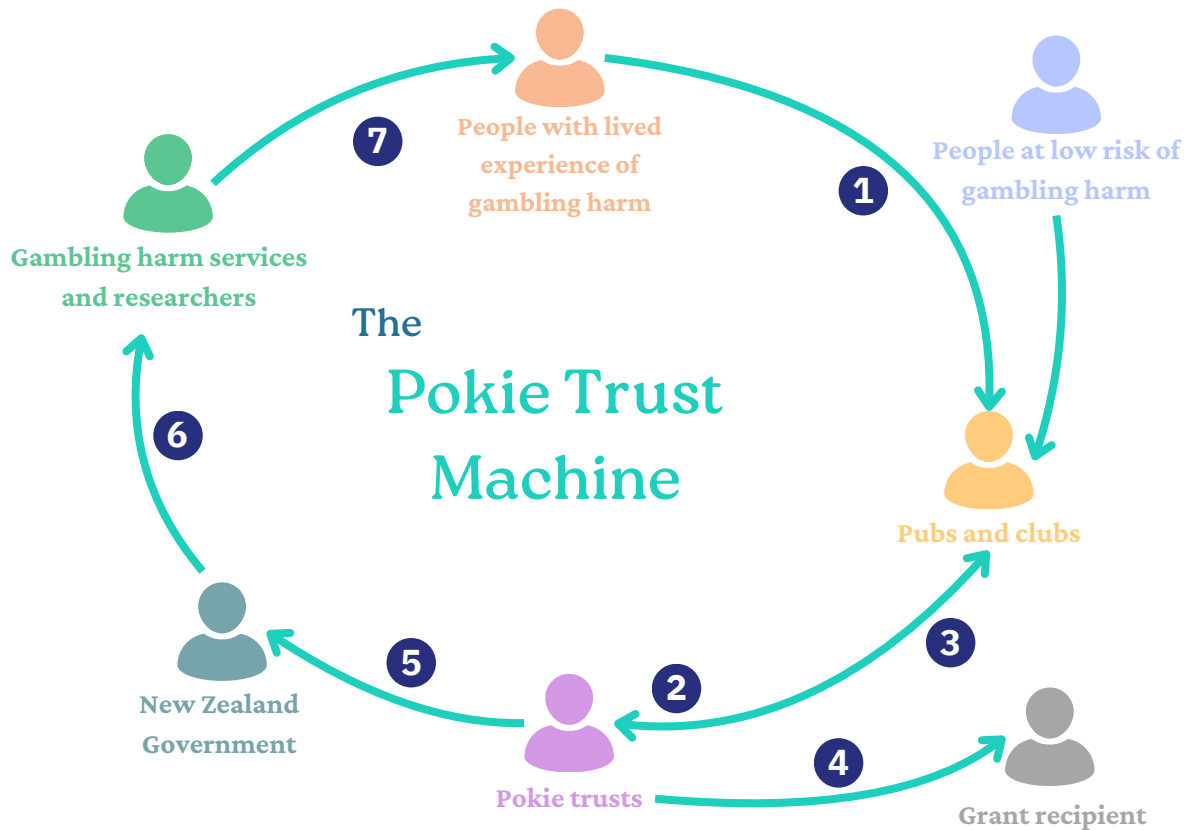 People with lived
experience of
gambling harm
People at low risk of
gambling harm
7
1
Gambling harm services
and researchers
The
Pokie Trust
Machine
6
Pubs and clubs
3
5
2
New Zealand
Government
4
Pokie trusts
Grant recipient